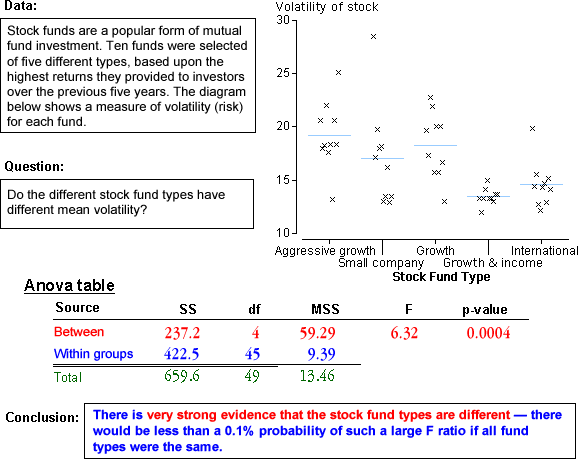 Data:
Stock funds are a popular form of mutual
fund investment. Ten funds were selected
of five different types, based upon the
highest returns they provided to investors
over the previous five years. The diagram
below shows a measure of volatility (risk)
for each fund.
Question:
Do the different stock fund types have
different mean volatility?
Volatility of stock
30
25
20
15
10
Aggressive growth
Growth
International
Small company
Growth & income
Stock Fund Type
Anova table
Source SS df MSS F p-value
Between 237.2 4 59.29 6.32 0.0004
Within groups 422.5 45 9.39
Total 659.6 49 13.46
Conclusion:
There is very strong evidence that the stock fund types are different — there
would be less than a 0.1% probability of such a large F ratio if all fund
types were the same.